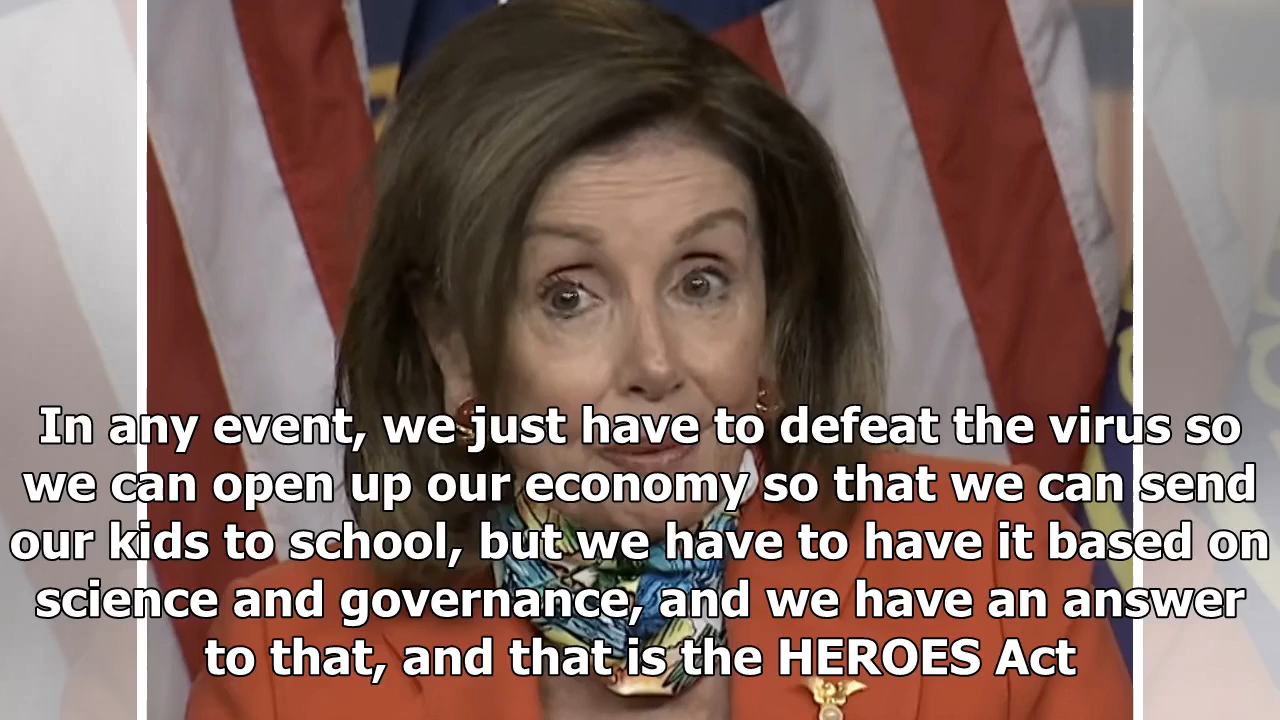 In any event, we just have to defeat the virus so
we can open up our economy so that we can send
our kids to school, but we have to have it based on
science and governance, and we have an answer
to that, and that is the HEROES Act